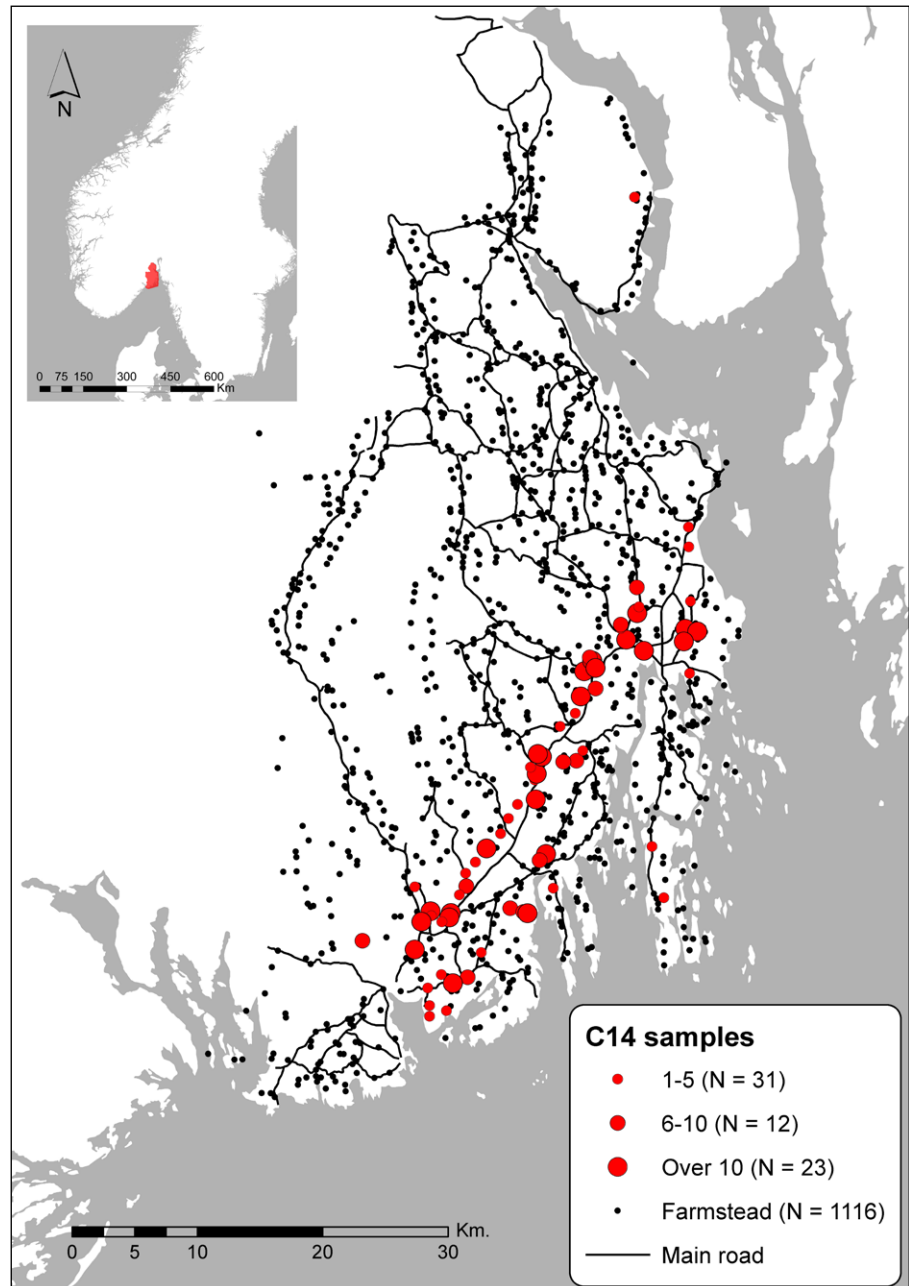 N
0 75 150 300 450 600
Km
C14 samples
1-5 (N = 31)
6-10 (N = 12)
Over 10 (N = 23)
Farmstead (N = 1116)
Main road
Km.
0 5 10 20 30